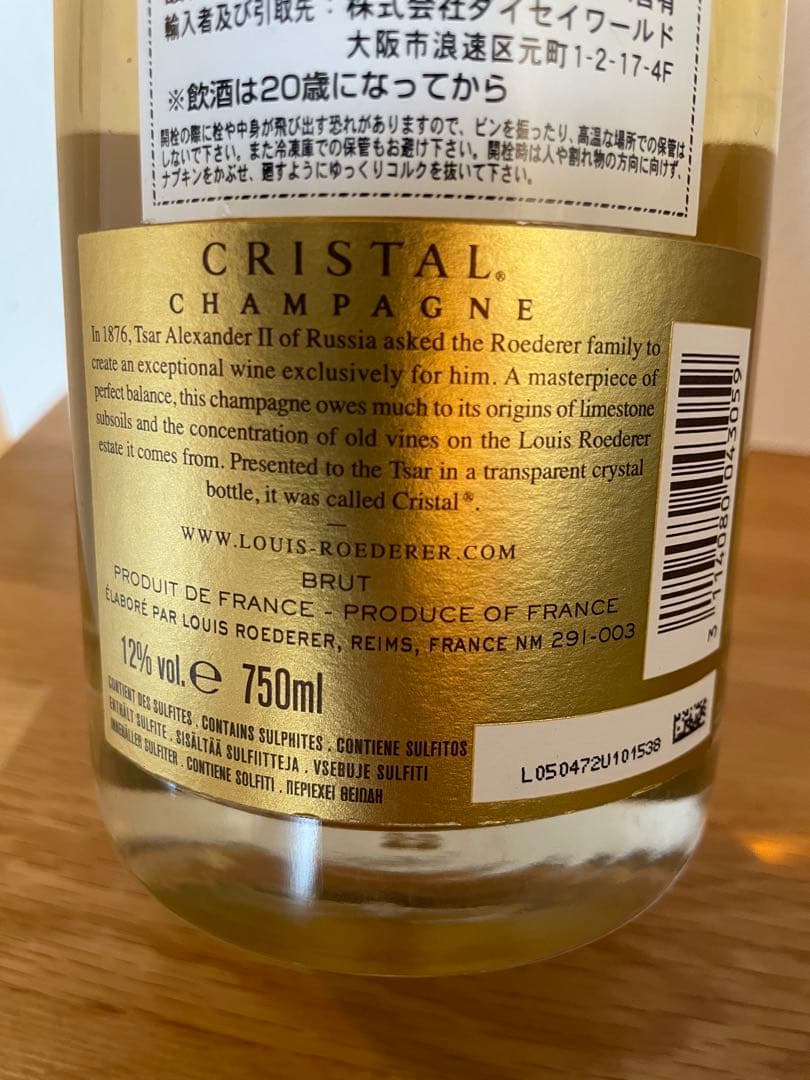 輸入者及び引取先：株式会社ダイセイワールド
大阪市浪速区元町1-2-17-4F
※飲酒は20歳になってから
開栓の際に栓や中身が飛び出す恐れがありますので、ビンを振ったり、高温な場所での保管は
しないで下さい。また冷凍庫での保管もお避け下さい。開栓時は人や割れ物の方向に向けず、
ナプキンをかぶせ、廻すようにゆっくりコルクを抜いて下さい。
CRISTAL®
CHAMPAGNE
In 1876, Tsar Alexander II of Russia asked the Roederer family to
create an exceptional wine exclusively for him. A masterpiece of
perfect balance, this champagne owes much to its origins of limestone
subsoils and the concentration of old vines on the Louis Roederer
estate it comes from. Presented to the Tsar in a transparent crystal
bottle, it was called Cristal®.
WWW.LOUIS-ROEDERER.COM
BRUT
PRODUIT DE FRANCE - PRODUCE OF FRANCE
ÉLABORÉ PAR LOUIS ROEDERER, REIMS, FRANCE NM 291-003
12% vol. e 750ml
CONTIENT DES SULFITES . CONTAINS SULPHITES . CONTIENE SULFITOS
ENTHÄLT SULFITE . SISÄLTÄÄ SULFIITTEJA . VSEBUJE SULFITI
INNEHÅLLER SULFITER . CONTIENE SOLFITI . ΠΕΡΙΕΧΕΙ ΘΕΙΩΔΗ
L050472U101538
3 114080 043059